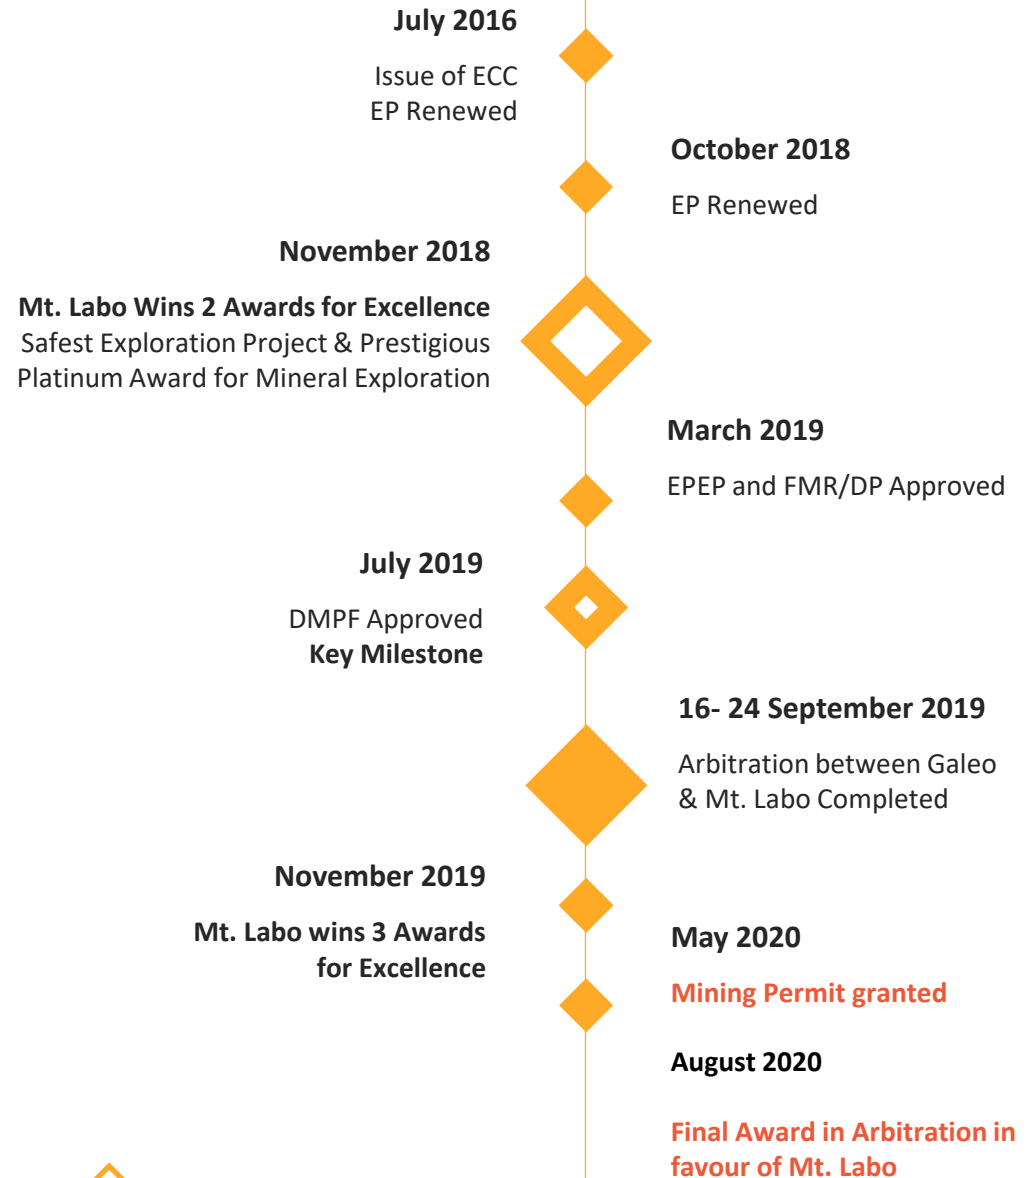 July 2016
Issue of ECC
EP Renewed
October 2018
EP Renewed
November 2018
Mt. Labo Wins 2 Awards for Excellence
Safest Exploration Project & Prestigious
Platinum Award for Mineral Exploration
March 2019
EPEP and FMR/DP Approved
July 2019
DMPF Approved
Key Milestone
16- 24 September 2019
Arbitration between Galeo
& Mt. Labo Completed
November 2019
Mt. Labo wins 3 Awards
for Excellence
May 2020
Mining Permit granted
August 2020
Final Award in Arbitration in
favour of Mt. Labo